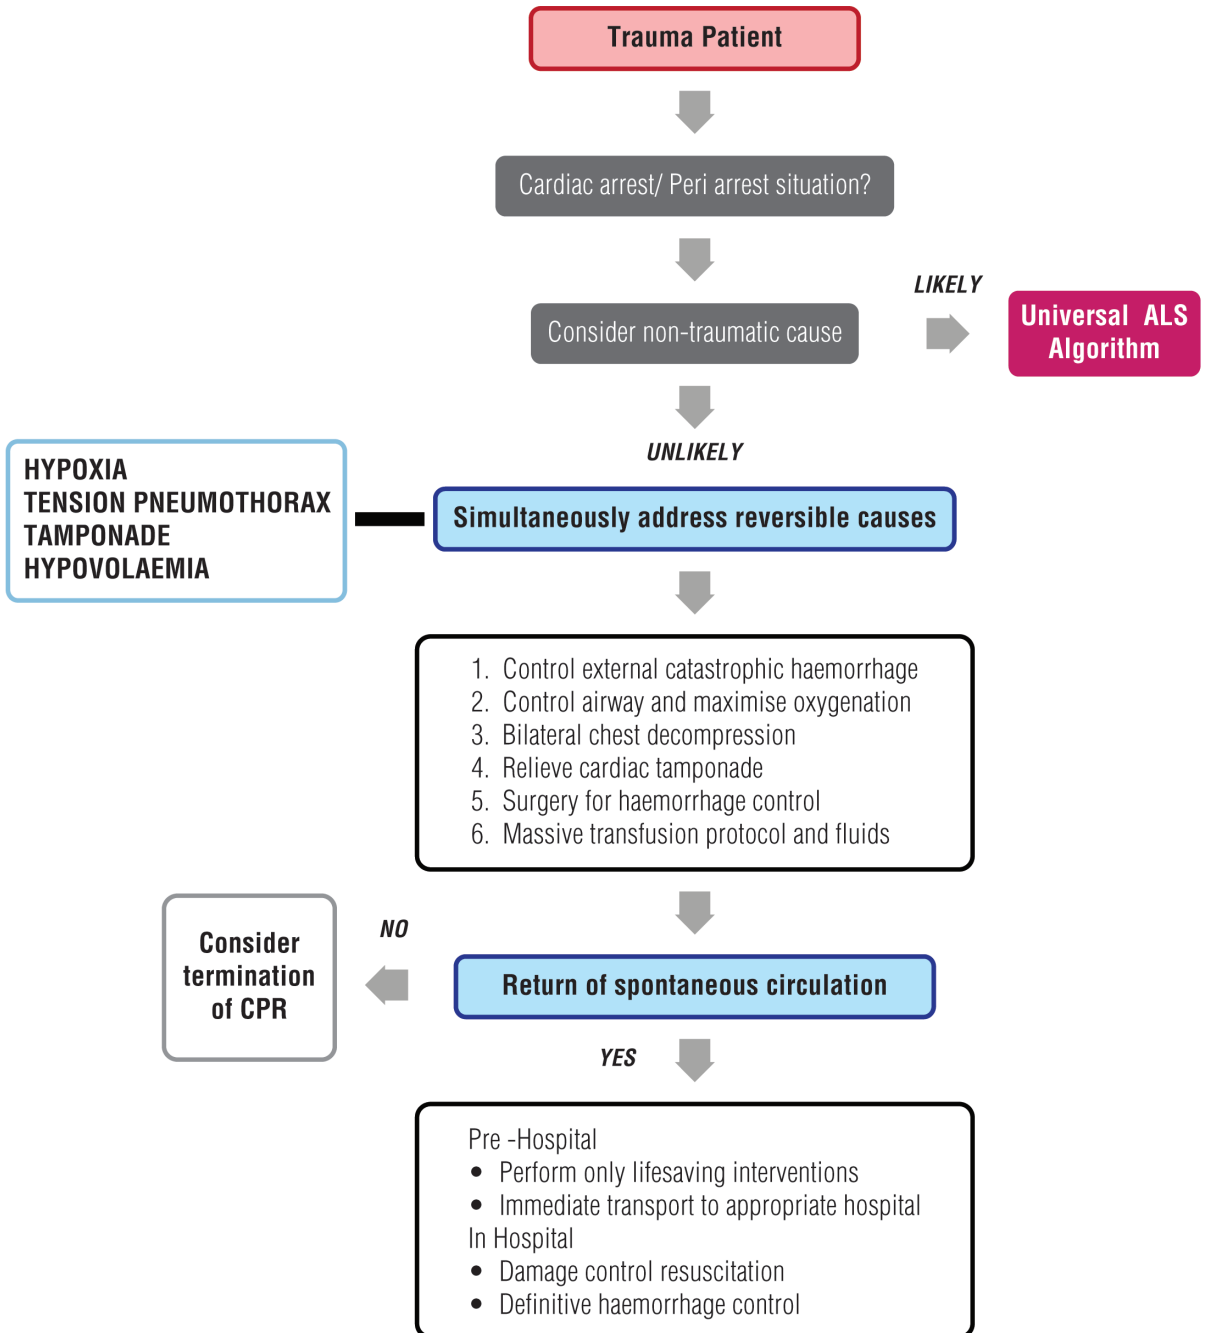 Trauma Patient
Cardiac arrest/ Peri arrest situation?
Consider non-traumatic cause
LIKELY
Universal ALS
Algorithm
UNLIKELY
HYPOXIA
TENSION PNEUMOTHORAX
TAMPONADE
HYPOVOLAEMIA
Simultaneously address reversible causes
1. Control external catastrophic haemorrhage
2. Control airway and maximise oxygenation
3. Bilateral chest decompression
4. Relieve cardiac tamponade
5. Surgery for haemorrhage control
6. Massive transfusion protocol and fluids
Return of spontaneous circulation
NO
Consider
termination
of CPR
YES
Pre -Hospital
• Perform only lifesaving interventions
• Immediate transport to appropriate hospital
In Hospital
• Damage control resuscitation
• Definitive haemorrhage control